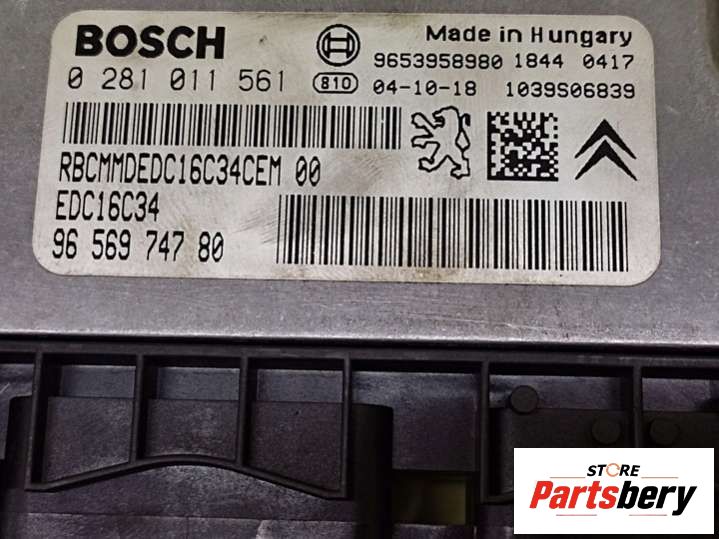 BOSCH
Made in Hungary
9653958980 1844 0417
0 281 011 561
810
04-10-18 1039S06839
RBCMMDEDC16C34CEM 00
EDC16C34
96 569 747 80
STORE
Partsbery